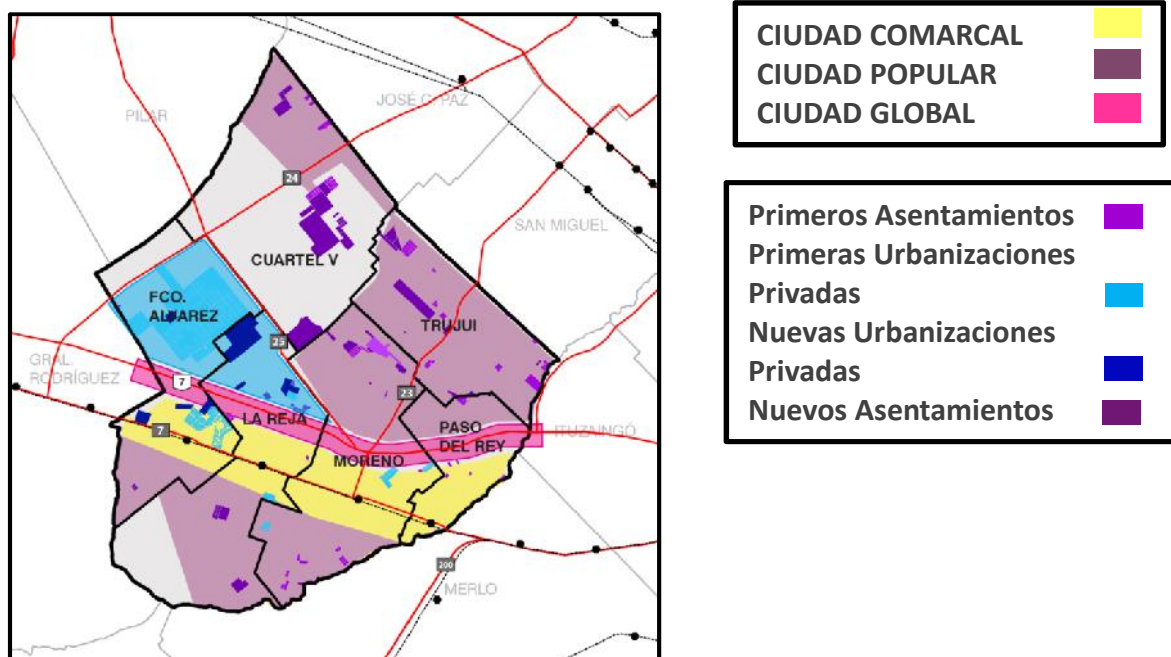 PILAR
JOSÉ C. PAZ
24
SAN MIGUEL
CUARTEL V
FCO.
ALVAREZ
TRUJUI
25
GRAL.
RODRÍGUEZ
7
23
LA REJA
PASO
DEL REY
ITUZAINGÓ
7
MORENO
200
MERLO
CIUDAD COMARCAL
CIUDAD POPULAR
CIUDAD GLOBAL
Primeros Asentamientos
Primeras Urbanizaciones
Privadas
Nuevas Urbanizaciones
Privadas
Nuevos Asentamientos